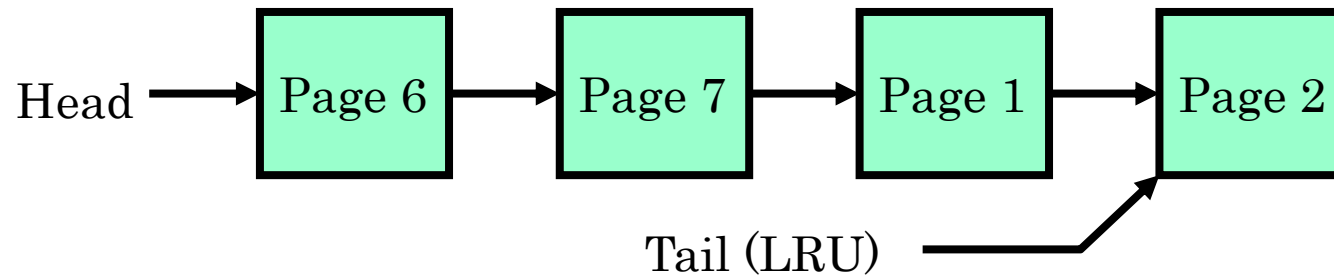 Head
Page 6
Page 7
Page 1
Page 2
Tail (LRU)